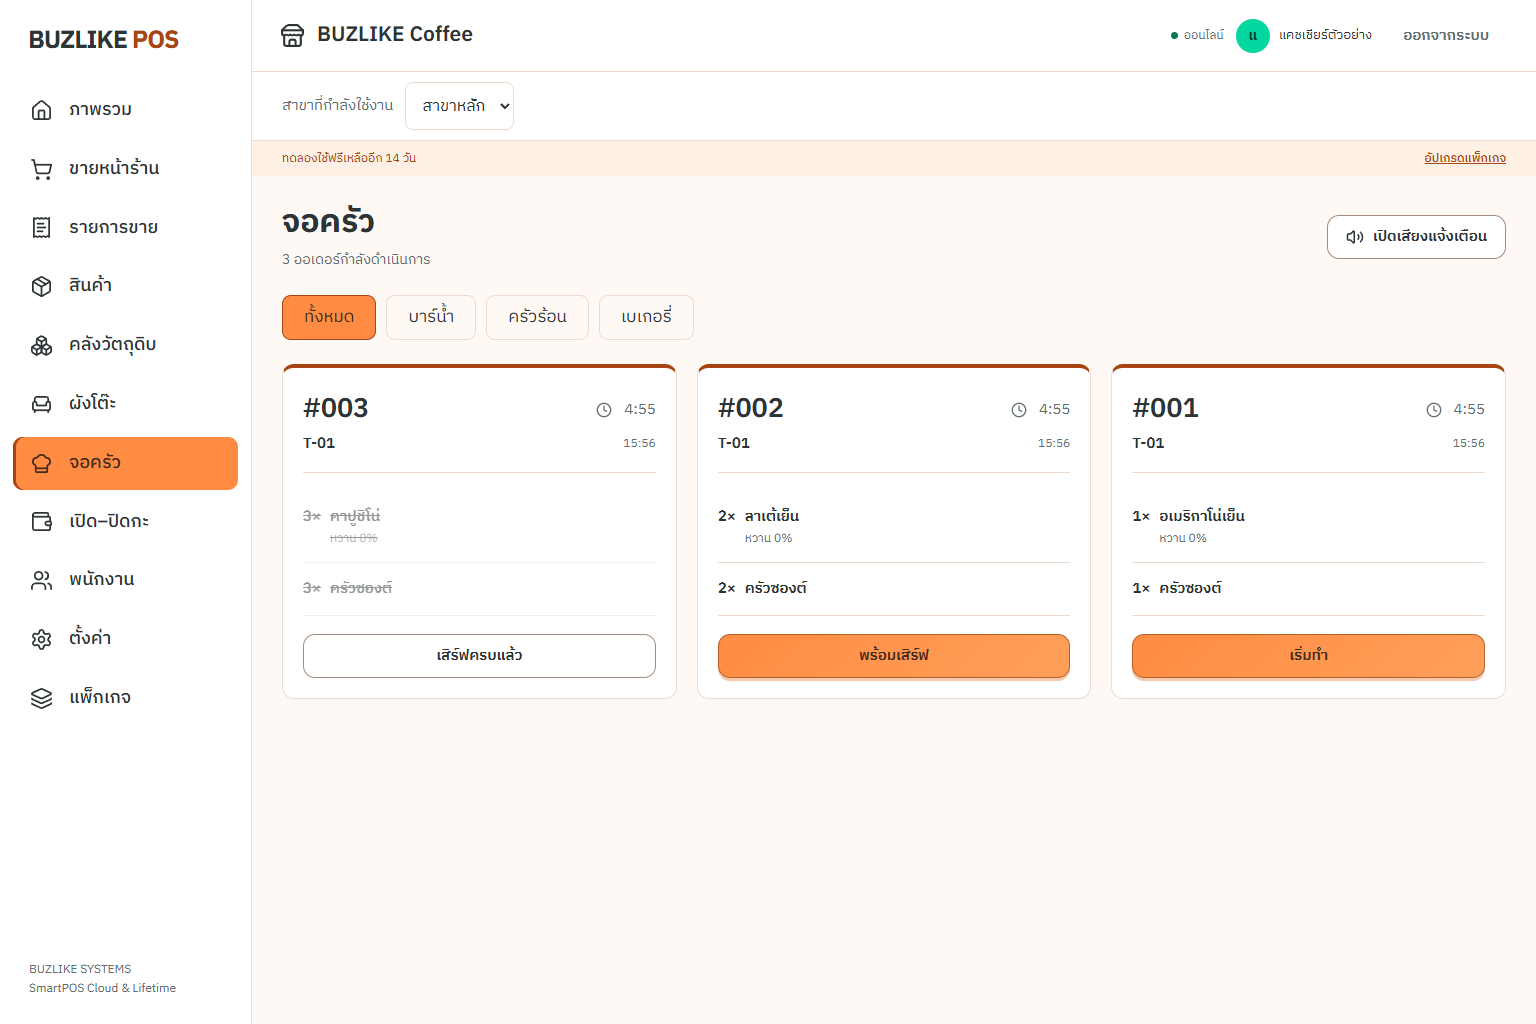 BUZLIKE POS
ภาพรวม
ขายหน้าร้าน
รายการขาย
สินค้า
คลังวัตถุดิบ
ผังโต๊ะ
จอครัว
เปิด–ปิดกะ
พนักงาน
ตั้งค่า
แพ็กเกจ
BUZLIKE SYSTEMS
SmartPOS Cloud & Lifetime
BUZLIKE Coffee
ออนไลน์
แ
แคชเชียร์ตัวอย่าง
ออกจากระบบ
สาขาที่กำลังใช้งาน
สาขาหลัก
ทดลองใช้ฟรีเหลืออีก 14 วัน
อัปเกรดแพ็กเกจ
จอครัว
3 ออเดอร์กำลังดำเนินการ
เปิดเสียงแจ้งเตือน
ทั้งหมด
บาร์น้ำ
ครัวร้อน
เบเกอรี่
#003
4:55
T-01
15:56
3× คาปูชิโน่
หวาน 0%
3× ครัวซองต์
เสิร์ฟครบแล้ว
#002
4:55
T-01
15:56
2× ลาเต้เย็น
หวาน 0%
2× ครัวซองต์
พร้อมเสิร์ฟ
#001
4:55
T-01
15:56
1× อเมริกาโน่เย็น
หวาน 0%
1× ครัวซองต์
เริ่มทำ